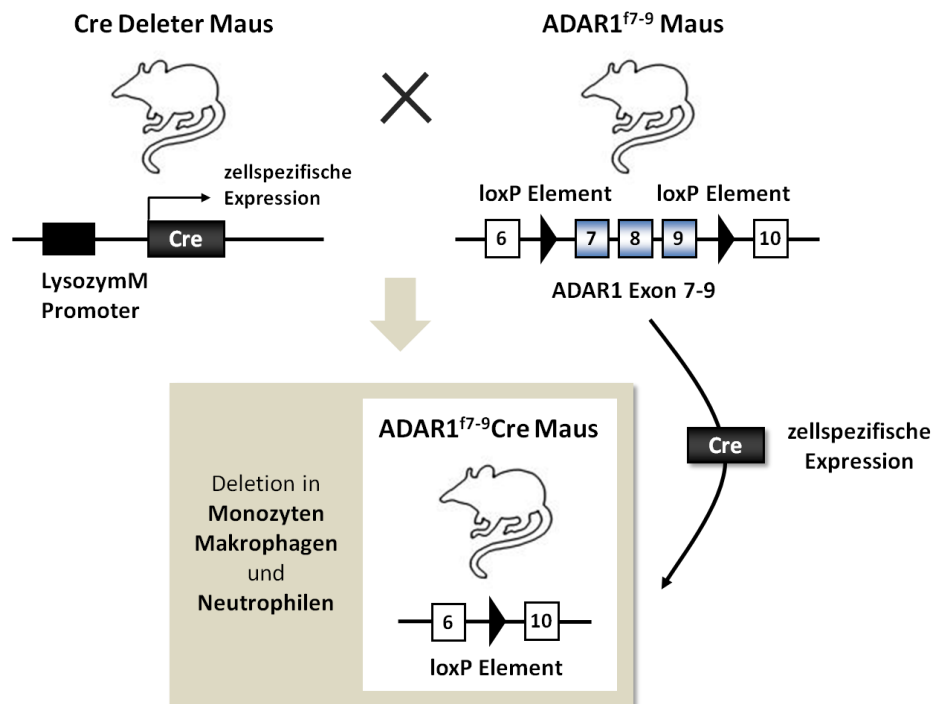 Cre Deleter Maus
ADAR1f7-9 Maus
zellspezifische
Expression
Cre
LysozymM
Promoter
loxP Element
loxP Element
6
7
8
9
10
ADAR1 Exon 7-9
Cre
zellspezifische
Expression
Deletion in
Monozyten
Makrophagen
und
Neutrophilen
ADAR1f7-9Cre Maus
6
10
loxP Element